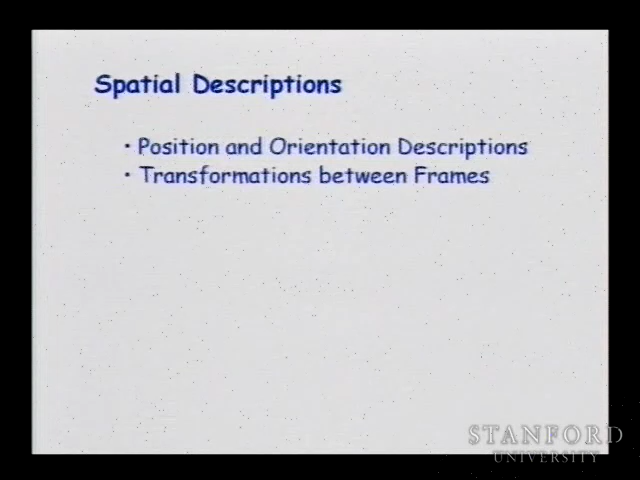 Spatial Descriptions
• Position and Orientation Descriptions
• Transformations between Frames
STANFORD
UNIVERSITY